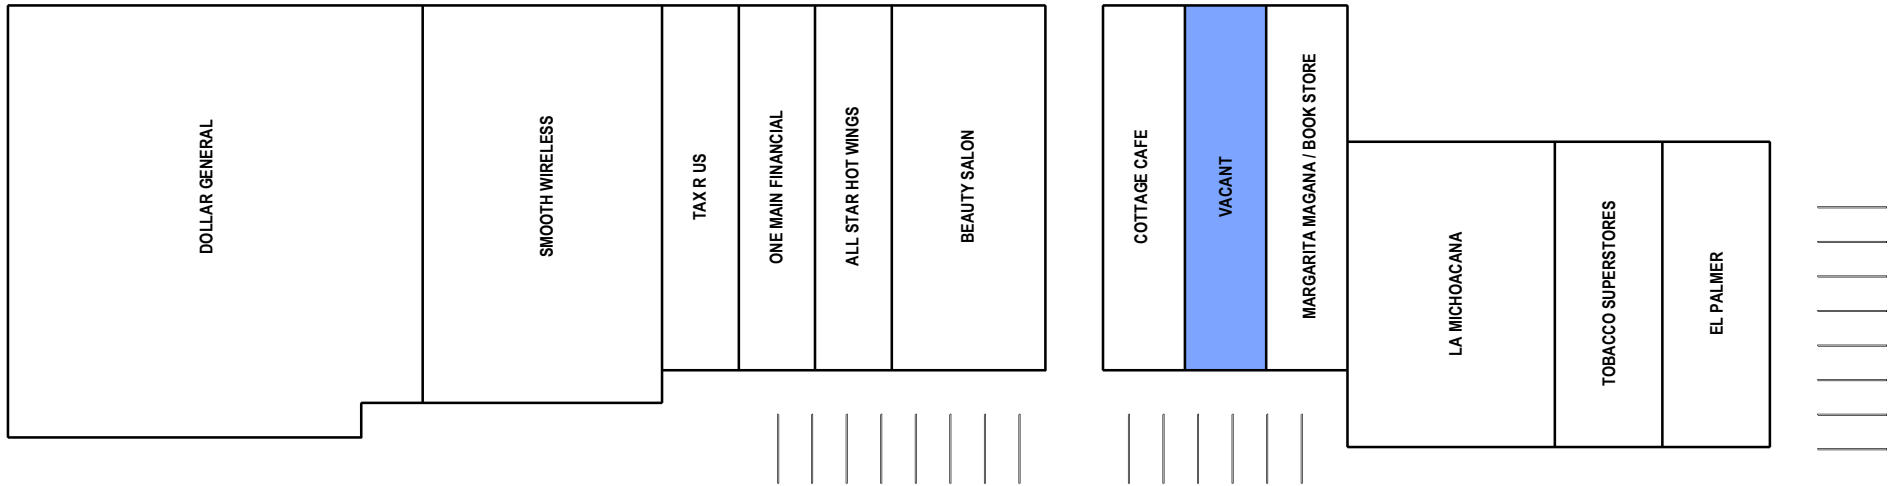 DOLLAR GENERAL
SMOOTH WIRELESS
TAX R US
ONE MAIN FINANCIAL
ALL STAR HOT WINGS
BEAUTY SALON
COTTAGE CAFE
VACANT
MARGARITA MAGANA / BOOK STORE
LA MICHOACANA
TOBACCO SUPERSTORES
EL PALMER